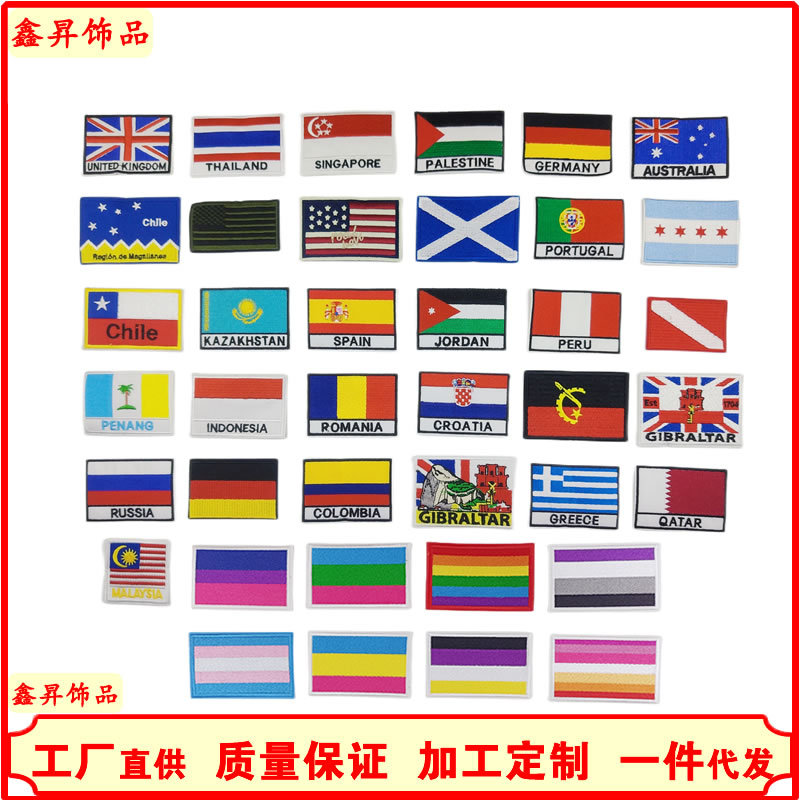 鑫昇饰品
UNITED KINGDOM
THAILAND
SINGAPORE
PALESTINE
GERMANY
AUSTRALIA
Chile
Región de Magallanes
PORTUGAL
Chile
KAZAKHSTAN
SPAIN
JORDAN
PERU
PENANG
INDONESIA
ROMANIA
CROATIA
Est 1704
GIBRALTAR
RUSSIA
COLOMBIA
GIBRALTAR
GREECE
QATAR
MALAYSIA
鑫昇饰品
工厂直供 质量保证 加工定制 一件代发